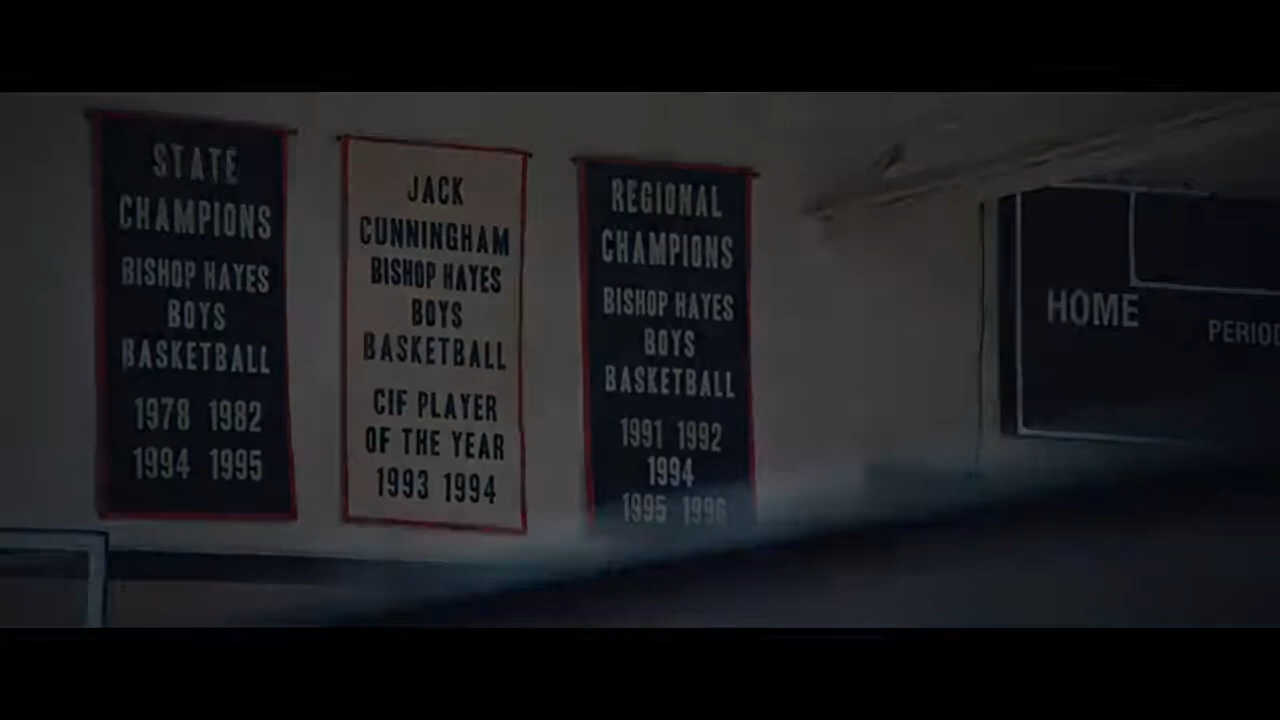 STATE
CHAMPIONS
BISHOP HAYES
BOYS
BASKETBALL
1978 1982
1994 1995
JACK
CUNNINGHAM
BISHOP HAYES
BOYS
BASKETBALL
CIF PLAYER
OF THE YEAR
1993 1994
REGIONAL
CHAMPIONS
BISHOP HAYES
BOYS
BASKETBALL
1991 1992
1994
1995 1996
HOME
PERIOD